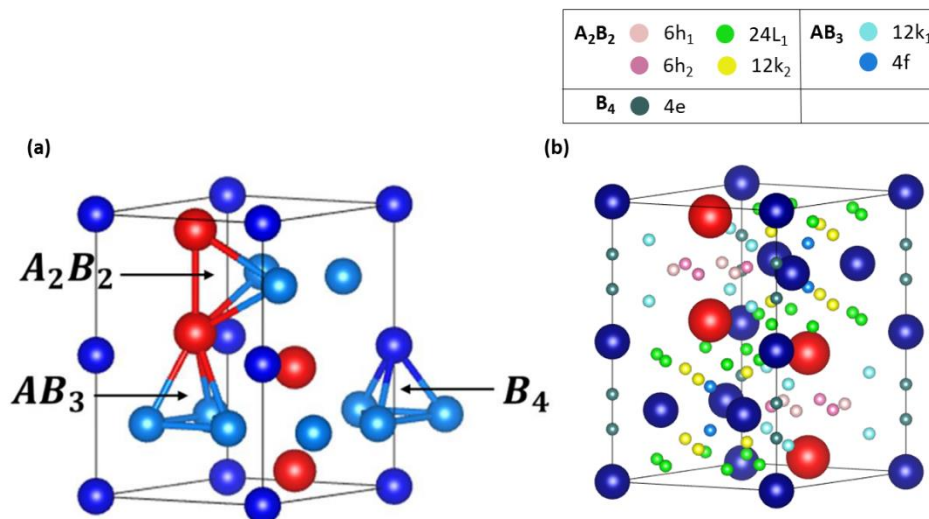 A₂B₂ 6h₁ 24L₁ AB₃ 12k₁
6h₂ 12k₂ 4f
B₄ 4e
(a) (b)
A₂B₂
AB₃
B₄